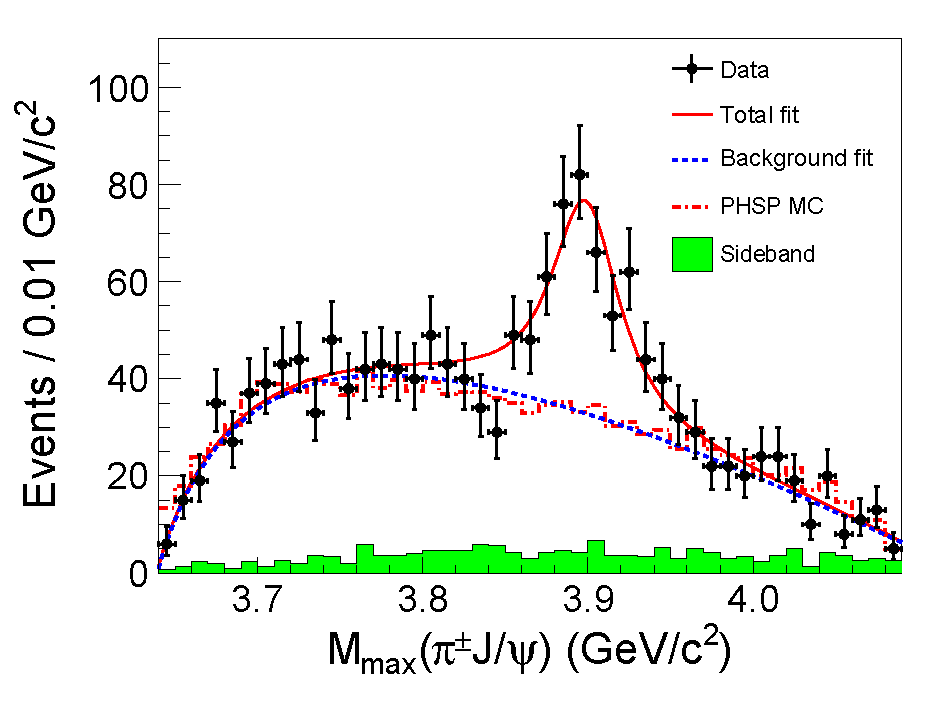 Events / 0.01 GeV/c²
100
80
60
40
20
0
Data
Total fit
Background fit
PHSP MC
Sideband
3.7 3.8 3.9 4.0
M_max(π±J/ψ) (GeV/c²)